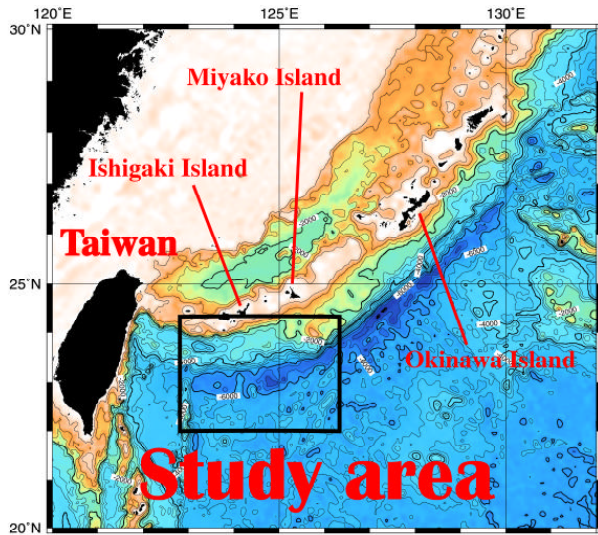 120°E 125°E 130°E
30°N
Miyako Island
Ishigaki Island
Taiwan
25°N
Okinawa Island
Study area
20°N